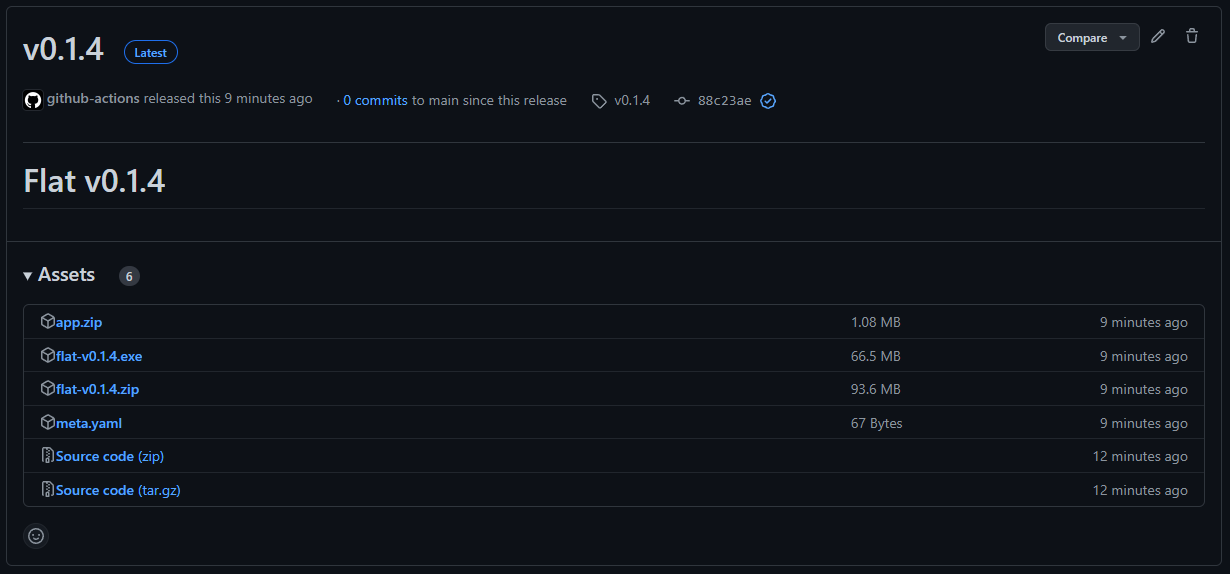 v0.1.4 Latest Compare
github-actions released this 9 minutes ago · 0 commits to main since this release v0.1.4 88c23ae
Flat v0.1.4
Assets 6
app.zip 1.08 MB 9 minutes ago
flat-v0.1.4.exe 66.5 MB 9 minutes ago
flat-v0.1.4.zip 93.6 MB 9 minutes ago
meta.yaml 67 Bytes 9 minutes ago
Source code (zip) 12 minutes ago
Source code (tar.gz) 12 minutes ago